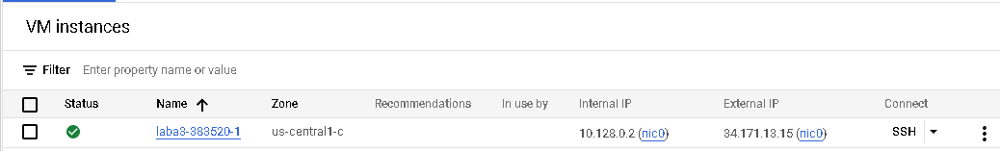 VM instances
Filter Enter property name or value
Status Name Zone Recommendations In use by Internal IP External IP Connect
laba3-383520-1 us-central1-c 10.128.0.2 (nic0) 34.171.13.15 (nic0) SSH